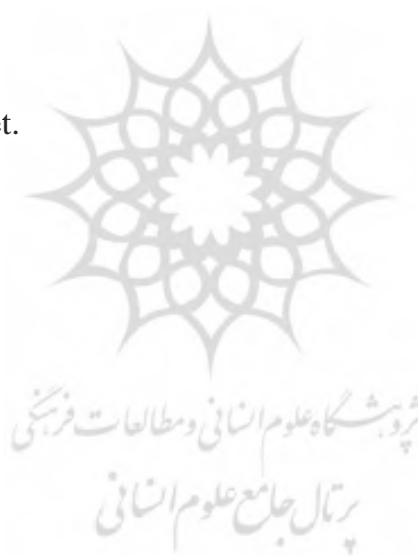 t.
پژوهشگاه علوم انسانی و مطالعات فرهنگی
پرتال جامع علوم انسانی